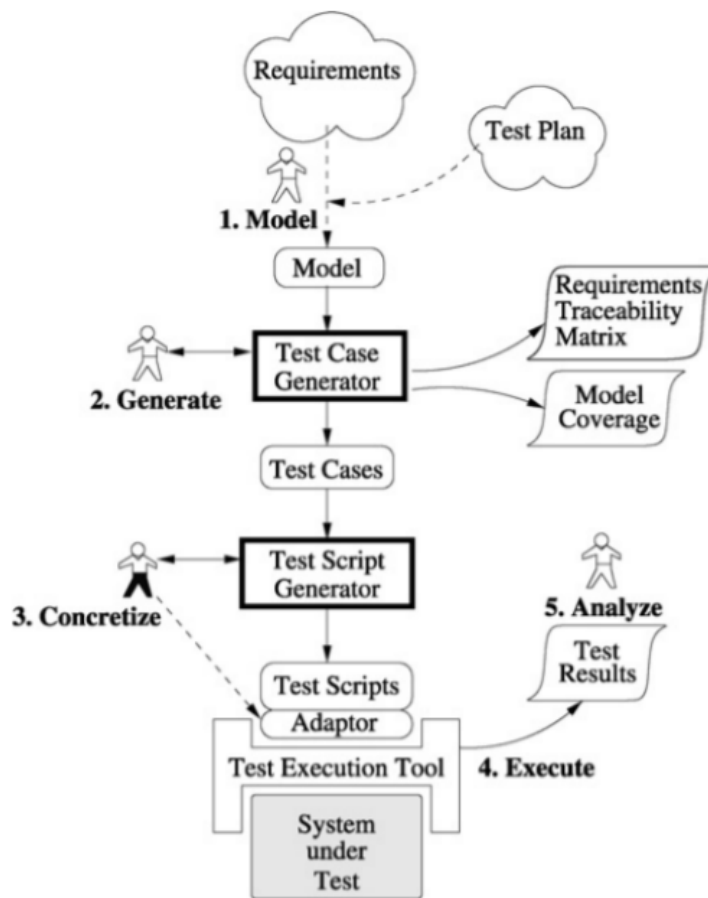 Requirements
Test Plan
1. Model
Model
Requirements
Traceability
Matrix
Test Case
Generator
2. Generate
Model
Coverage
Test Cases
Test Script
Generator
3. Concretize
5. Analyze
Test
Results
Test Scripts
Adaptor
Test Execution Tool
4. Execute
System
under
Test